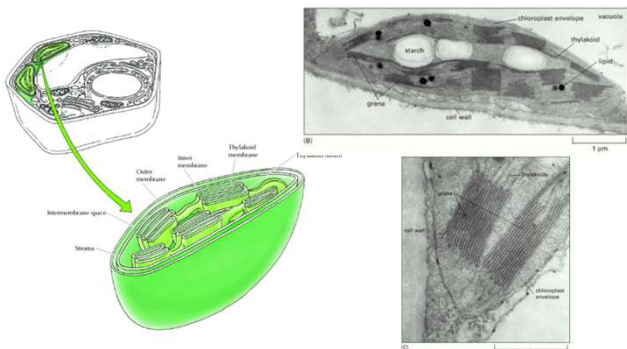 chloroplast envelope
vacuole
thylakoid
starch
lipid
grana
cell wall
(B)
1 µm
Thylakoid
membrane
Inner
membrane
Outer
membrane
Intermembrane space
Stroma
thylakoids
grana
cell wall
chloroplast
envelope
(C)